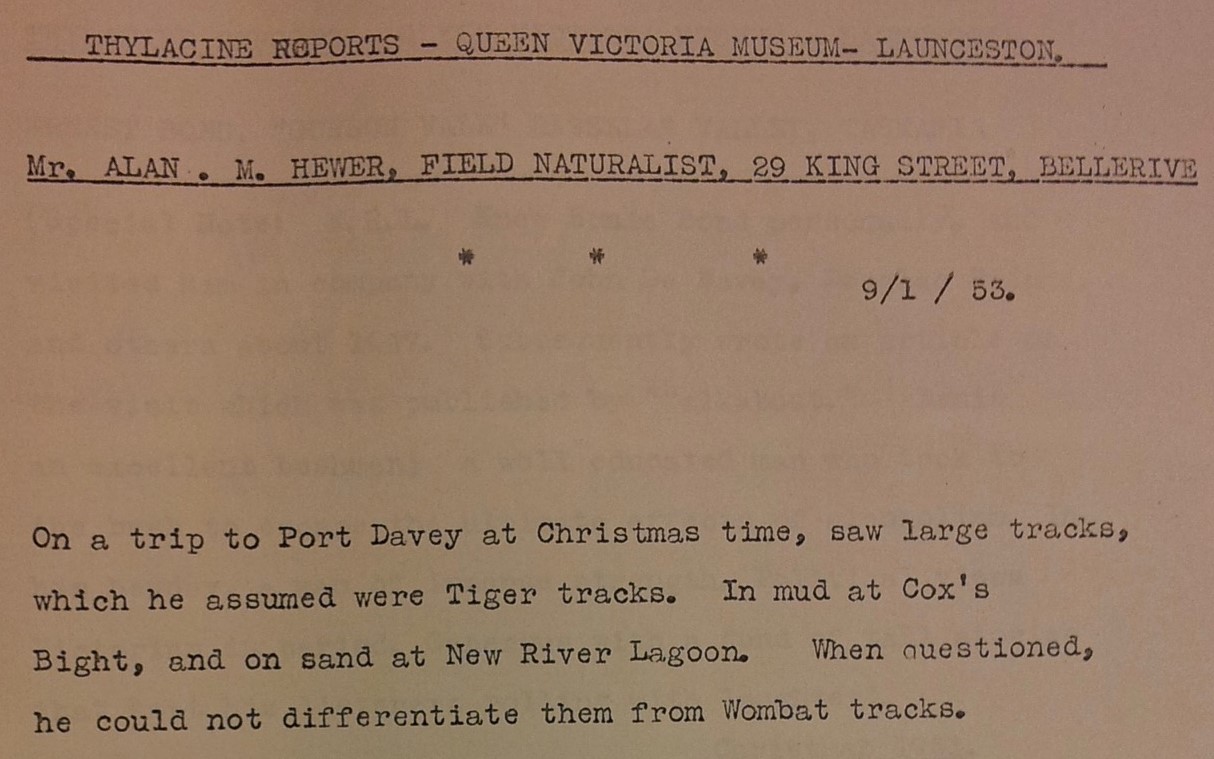 THYLACINE REPORTS - QUEEN VICTORIA MUSEUM- LAUNCESTON.
Mr. ALAN . M. HEWER, FIELD NATURALIST, 29 KING STREET, BELLERIVE
* * *
9/1 / 53.
On a trip to Port Davey at Christmas time, saw large tracks,
which he assumed were Tiger tracks. In mud at Cox's
Bight, and on sand at New River Lagoon. When questioned,
he could not differentiate them from Wombat tracks.